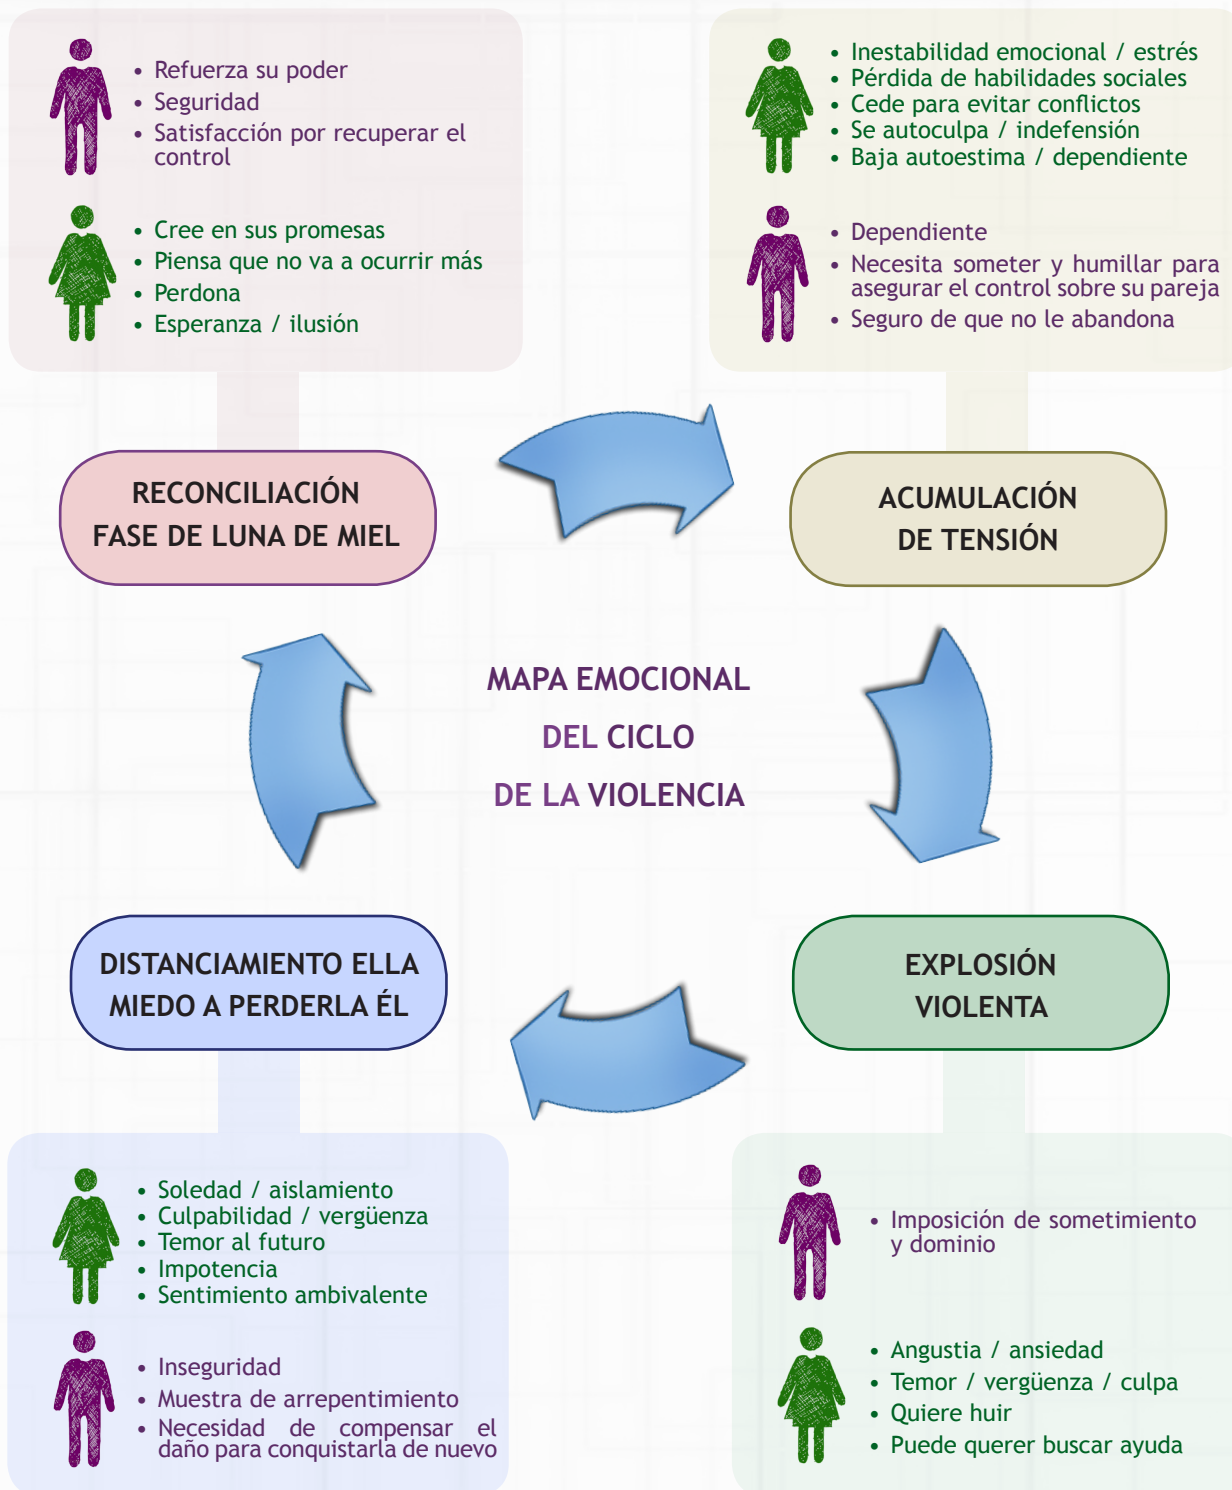 • Refuerza su poder
• Seguridad
• Satisfacción por recuperar el
control
• Cree en sus promesas
• Piensa que no va a ocurrir más
• Perdona
• Esperanza / ilusión
• Inestabilidad emocional / estrés
• Pérdida de habilidades sociales
• Cede para evitar conflictos
• Se autoculpa / indefensión
• Baja autoestima / dependiente
• Dependiente
• Necesita someter y humillar para
asegurar el control sobre su pareja
• Seguro de que no le abandona
RECONCILIACIÓN
FASE DE LUNA DE MIEL
ACUMULACIÓN
DE TENSIÓN
MAPA EMOCIONAL
DEL CICLO
DE LA VIOLENCIA
DISTANCIAMIENTO ELLA
MIEDO A PERDERLA ÉL
EXPLOSIÓN
VIOLENTA
• Soledad / aislamiento
• Culpabilidad / vergüenza
• Temor al futuro
• Impotencia
• Sentimiento ambivalente
• Inseguridad
• Muestra de arrepentimiento
• Necesidad de compensar el
daño para conquistarla de nuevo
• Imposición de sometimiento
y dominio
• Angustia / ansiedad
• Temor / vergüenza / culpa
• Quiere huir
• Puede querer buscar ayuda